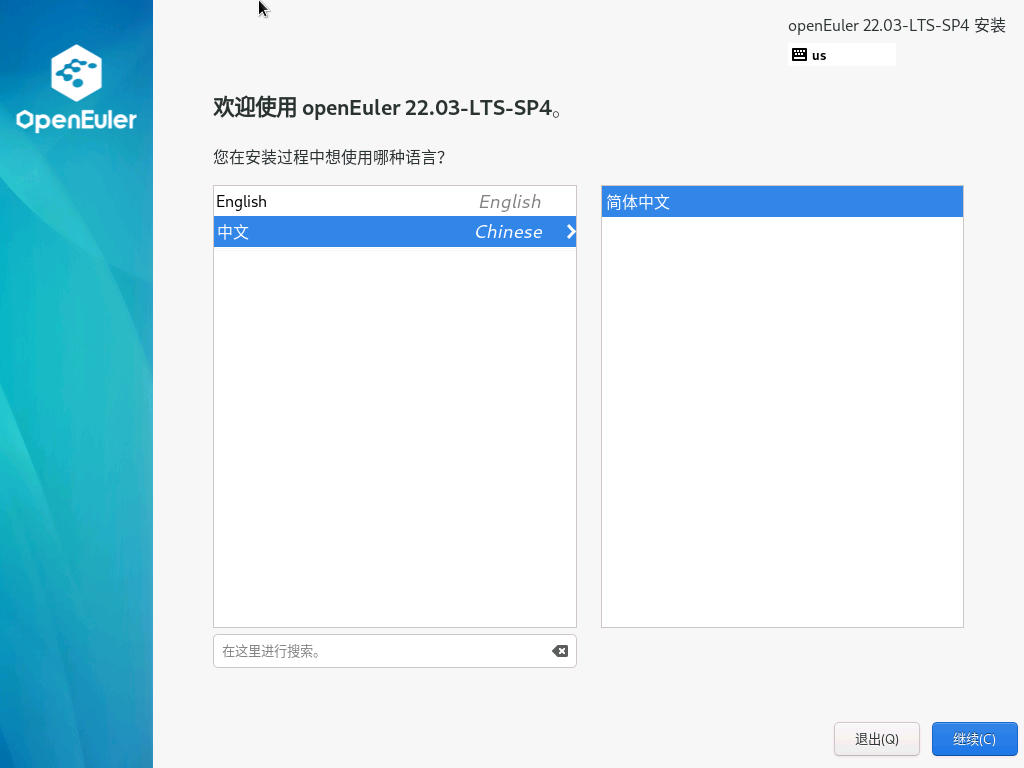 OpenEuler
openEuler 22.03-LTS-SP4 安装
us
欢迎使用 openEuler 22.03-LTS-SP4。
您在安装过程中想使用哪种语言？
English English
中文 Chinese
简体中文
在这里进行搜索。
退出(Q) 继续(C)